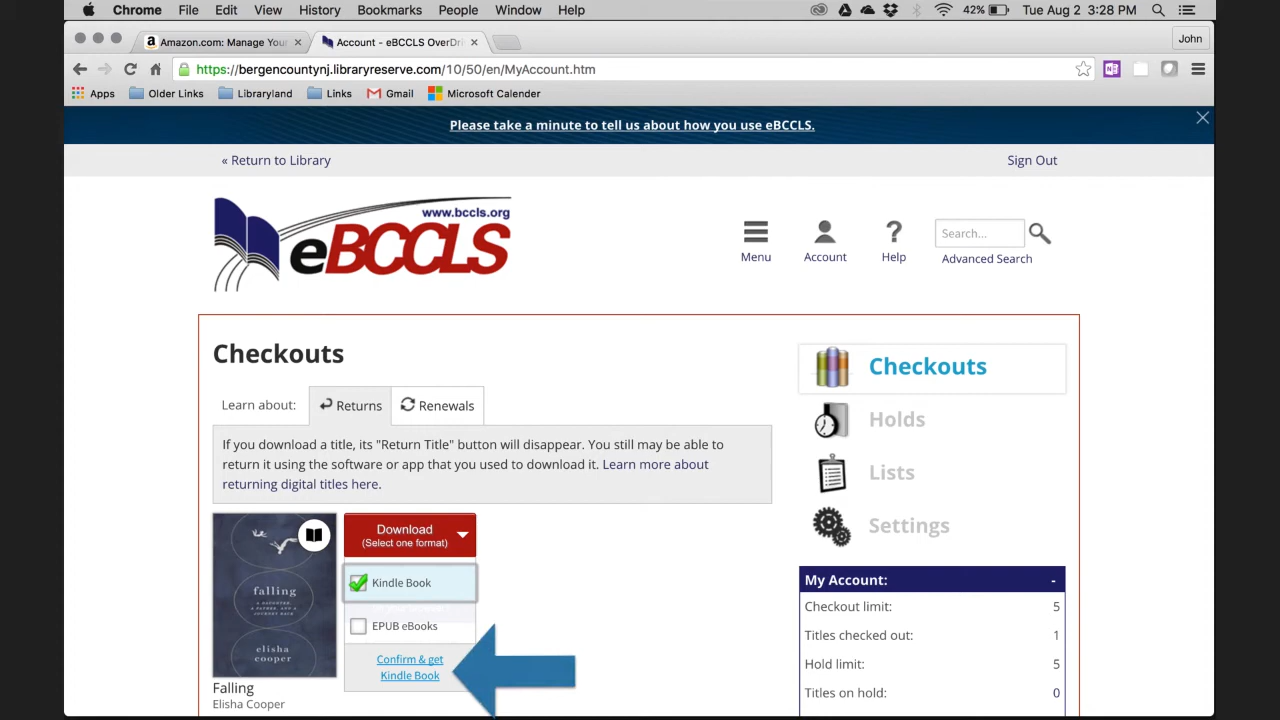 Chrome File Edit View History Bookmarks People Window Help 42% Tue Aug 2 3:28 PM
Amazon.com: Manage Your
Account - eBCCLS OverDri
John
https://bergencountynj.libraryreserve.com/10/50/en/MyAccount.htm
Apps Older Links Libraryland Links Gmail Microsoft Calender
Please take a minute to tell us about how you use eBCCLS.
« Return to Library
Sign Out
www.bccls.org
eBCCLS
Menu
Account
?
Help
Search...
Advanced Search
Checkouts
Learn about: Returns Renewals
If you download a title, its "Return Title" button will disappear. You still may be able to
return it using the software or app that you used to download it. Learn more about
returning digital titles here.
falling
A DAUGHTER,
A FATHER, AND A
JOURNEY BACK
elisha
cooper
Falling
Elisha Cooper
Download
(Select one format)
Kindle Book
EPUB eBooks
Confirm & get
Kindle Book
Checkouts
Holds
Lists
Settings
My Account: -
Checkout limit: 5
Titles checked out: 1
Hold limit: 5
Titles on hold: 0